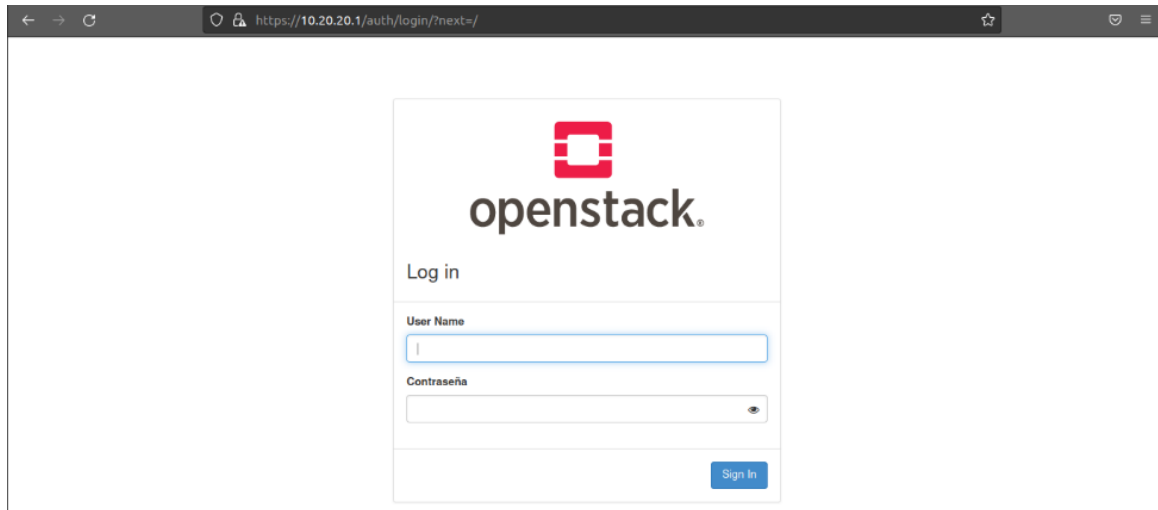 https://10.20.20.1/auth/login/?next=/
openstack.®
Log in
User Name
Contraseña
Sign In